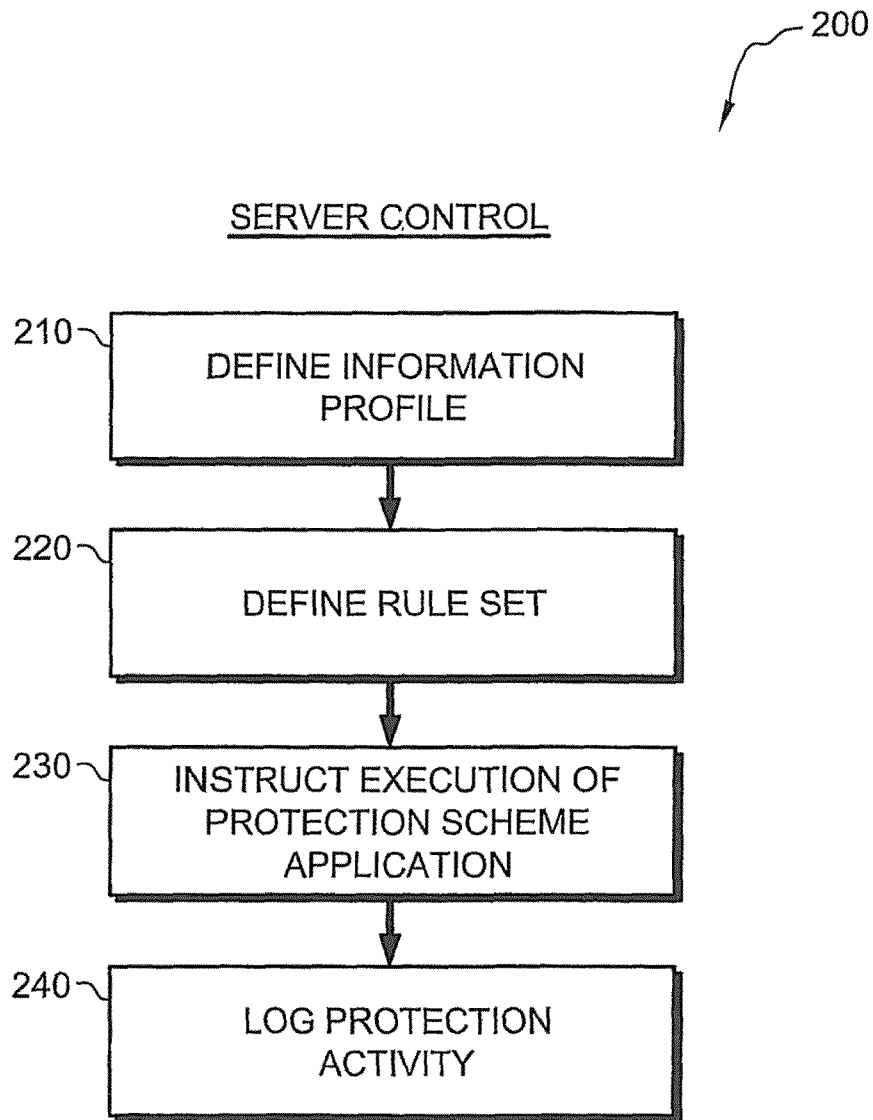 200
SERVER CONTROL
210
DEFINE INFORMATION
PROFILE
220
DEFINE RULE SET
230
INSTRUCT EXECUTION OF
PROTECTION SCHEME
APPLICATION
240
LOG PROTECTION
ACTIVITY